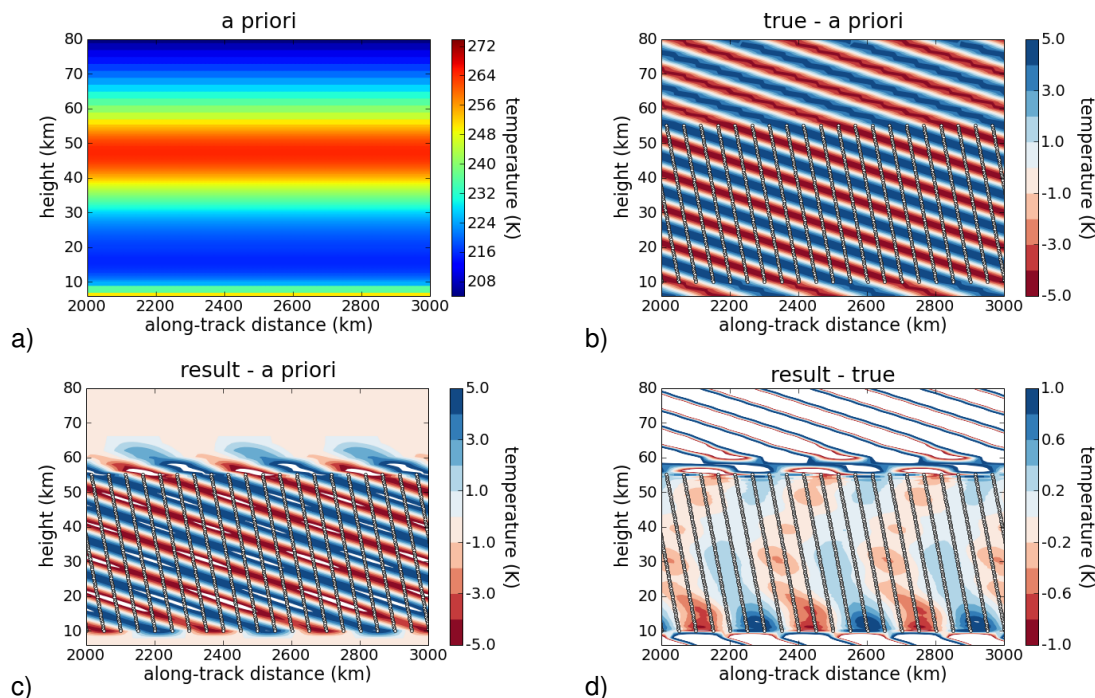 a priori
80
70
60
50
40
30
20
10
height (km)
2000 2200 2400 2600 2800 3000
along-track distance (km)
272
264
256
248
240
232
224
216
208
temperature (K)
a)
true - a priori
80
70
60
50
40
30
20
10
height (km)
2000 2200 2400 2600 2800 3000
along-track distance (km)
5.0
3.0
1.0
-1.0
-3.0
-5.0
temperature (K)
b)
result - a priori
80
70
60
50
40
30
20
10
height (km)
2000 2200 2400 2600 2800 3000
along-track distance (km)
5.0
3.0
1.0
-1.0
-3.0
-5.0
temperature (K)
c)
result - true
80
70
60
50
40
30
20
10
height (km)
2000 2200 2400 2600 2800 3000
along-track distance (km)
1.0
0.6
0.2
-0.2
-0.6
-1.0
temperature (K)
d)